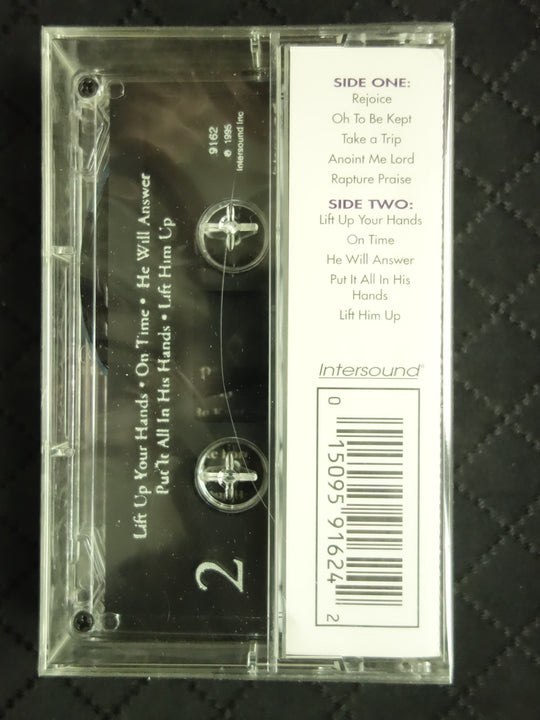 SIDE ONE:
Rejoice
Oh To Be Kept
Take a Trip
Anoint Me Lord
Rapture Praise
SIDE TWO:
Lift Up Your Hands
On Time
He Will Answer
Put It All In His
Hands
Lift Him Up
Intersound®
0 15095 91624 2
9162
℗ 1995
Intersound Inc
Lift Up Your Hands • On Time • He Will Answer
Put It All In His Hands • Lift Him Up
2